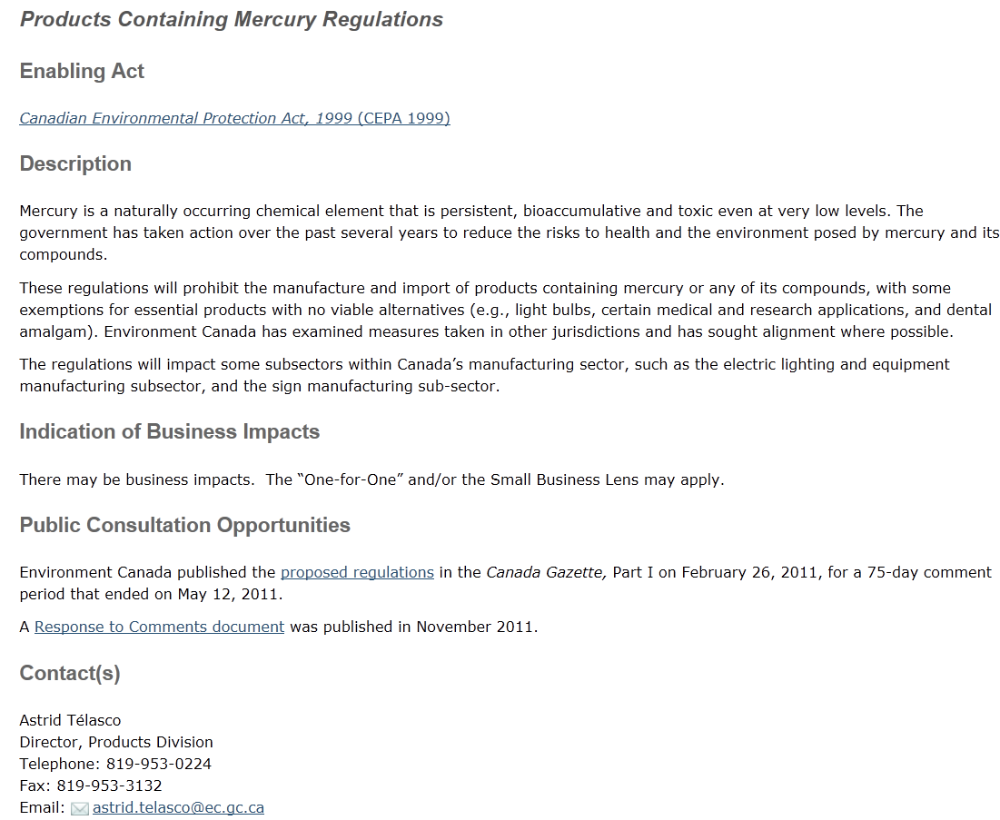 Products Containing Mercury Regulations
Enabling Act
Canadian Environmental Protection Act, 1999 (CEPA 1999)
Description
Mercury is a naturally occurring chemical element that is persistent, bioaccumulative and toxic even at very low levels. The
government has taken action over the past several years to reduce the risks to health and the environment posed by mercury and its
compounds.
These regulations will prohibit the manufacture and import of products containing mercury or any of its compounds, with some
exemptions for essential products with no viable alternatives (e.g., light bulbs, certain medical and research applications, and dental
amalgam). Environment Canada has examined measures taken in other jurisdictions and has sought alignment where possible.
The regulations will impact some subsectors within Canada’s manufacturing sector, such as the electric lighting and equipment
manufacturing subsector, and the sign manufacturing sub-sector.
Indication of Business Impacts
There may be business impacts.  The “One-for-One” and/or the Small Business Lens may apply.
Public Consultation Opportunities
Environment Canada published the proposed regulations in the Canada Gazette, Part I on February 26, 2011, for a 75-day comment
period that ended on May 12, 2011.
A Response to Comments document was published in November 2011.
Contact(s)
Astrid Télasco
Director, Products Division
Telephone: 819-953-0224
Fax: 819-953-3132
Email: astrid.telasco@ec.gc.ca